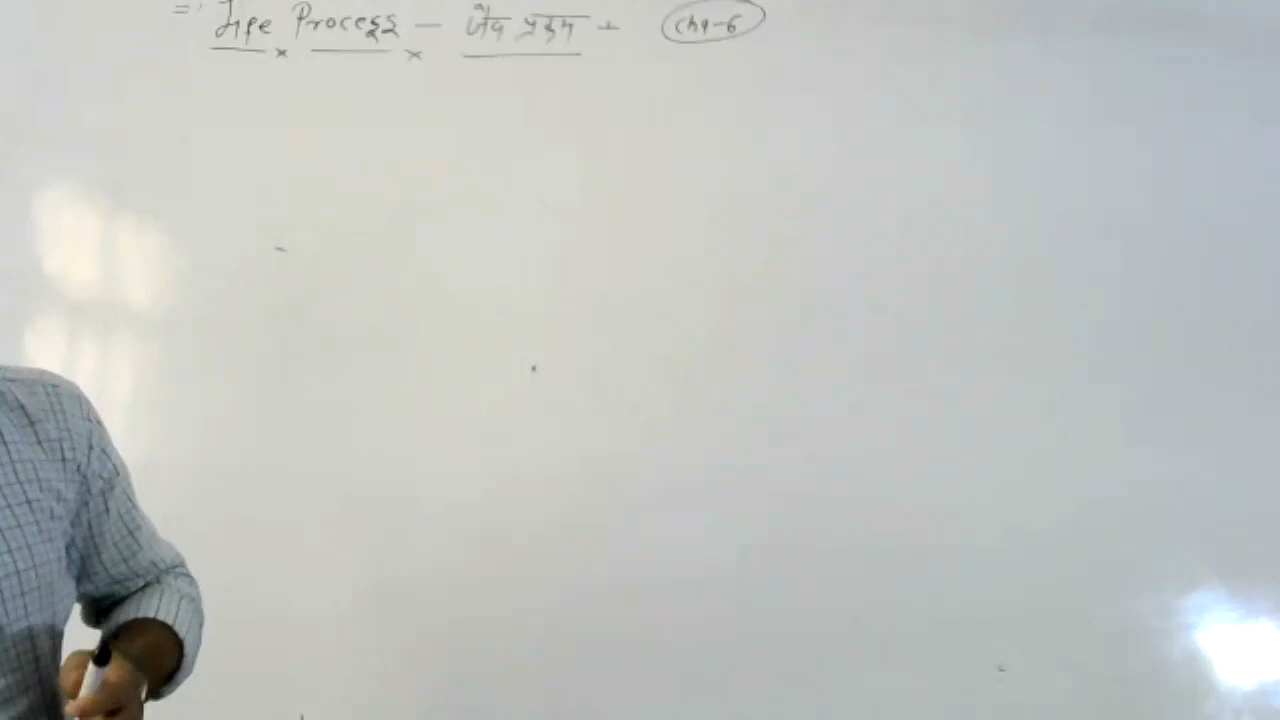 =) Life Process - जैव प्रक्रम - Ch-6